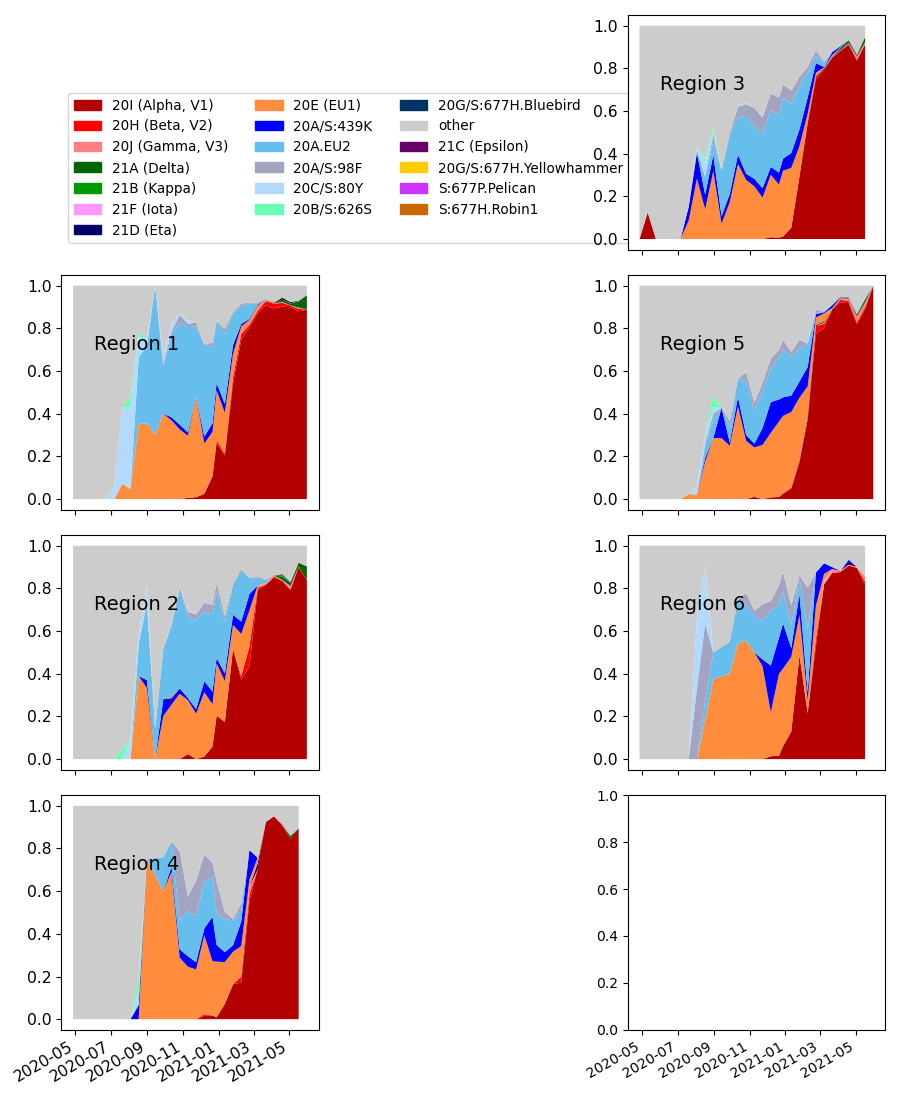 20I (Alpha, V1)
20H (Beta, V2)
20J (Gamma, V3)
21A (Delta)
21B (Kappa)
21F (Iota)
21D (Eta)
20E (EU1)
20A/S:439K
20A.EU2
20A/S:98F
20C/S:80Y
20B/S:626S
20G/S:677H.Bluebird
other
21C (Epsilon)
20G/S:677H.Yellowhammer
S:677P.Pelican
S:677H.Robin1
1.0
0.8
0.6
0.4
0.2
0.0
Region 3
1.0
0.8
0.6
0.4
0.2
0.0
Region 1
1.0
0.8
0.6
0.4
0.2
0.0
Region 5
1.0
0.8
0.6
0.4
0.2
0.0
Region 2
1.0
0.8
0.6
0.4
0.2
0.0
Region 6
1.0
0.8
0.6
0.4
0.2
0.0
Region 4
2020-05 2020-07 2020-09 2020-11 2021-01 2021-03 2021-05
1.0
0.8
0.6
0.4
0.2
0.0
2020-05 2020-07 2020-09 2020-11 2021-01 2021-03 2021-05